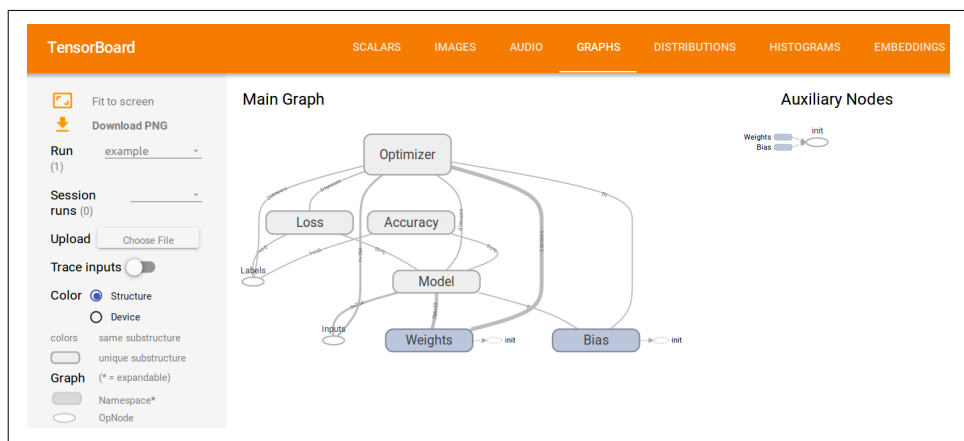 TensorBoard
SCALARS IMAGES AUDIO GRAPHS DISTRIBUTIONS HISTOGRAMS EMBEDDINGS
Fit to screen
Download PNG
Run example
(1)
Session
runs (0)
Upload Choose File
Trace inputs
Color Structure
Device
colors same substructure
unique substructure
Graph (* = expandable)
Namespace*
OpNode
Main Graph
Optimizer
Loss Accuracy
Labels
Model
Inputs
Weights init Bias init
Auxiliary Nodes
init
Weights
Bias